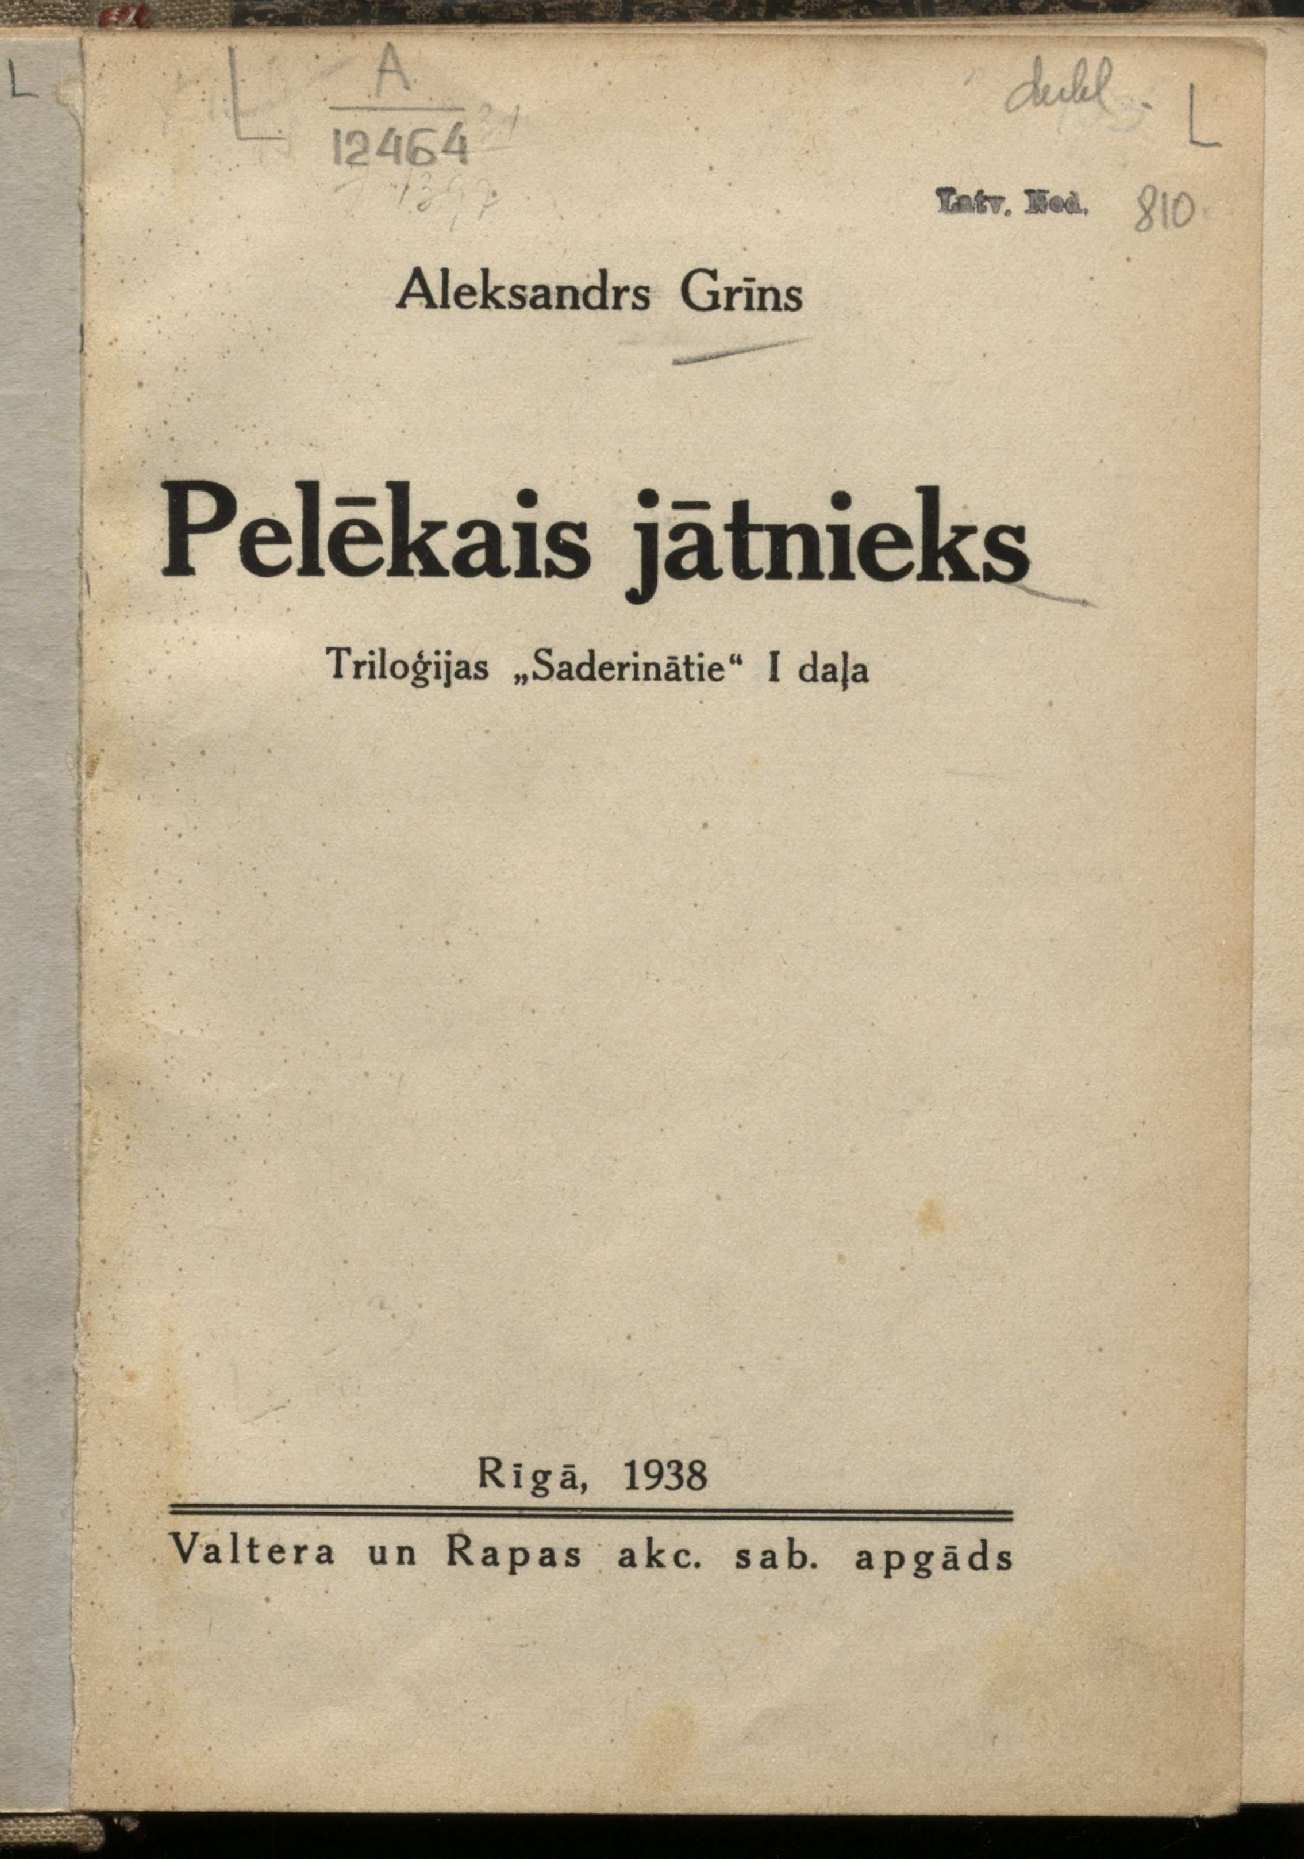 L
L
A
12464
dubl.
L
Latv. Nod.
810
Aleksandrs Grīns
Pelēkais jātnieks
Triloģijas „Saderinātie“ I daļa
Rīgā, 1938
Valtera un Rapas akc. sab. apgāds